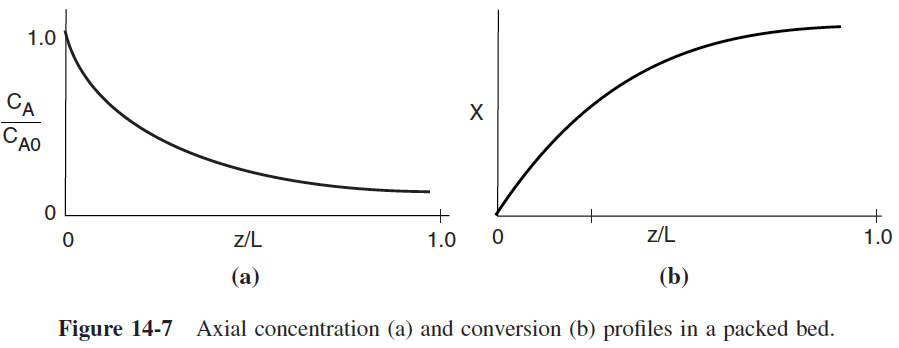 1.0
C_A
C_A0
0
0
z/L
1.0
(a)
X
0
z/L
1.0
(b)
Figure 14-7 Axial concentration (a) and conversion (b) profiles in a packed bed.